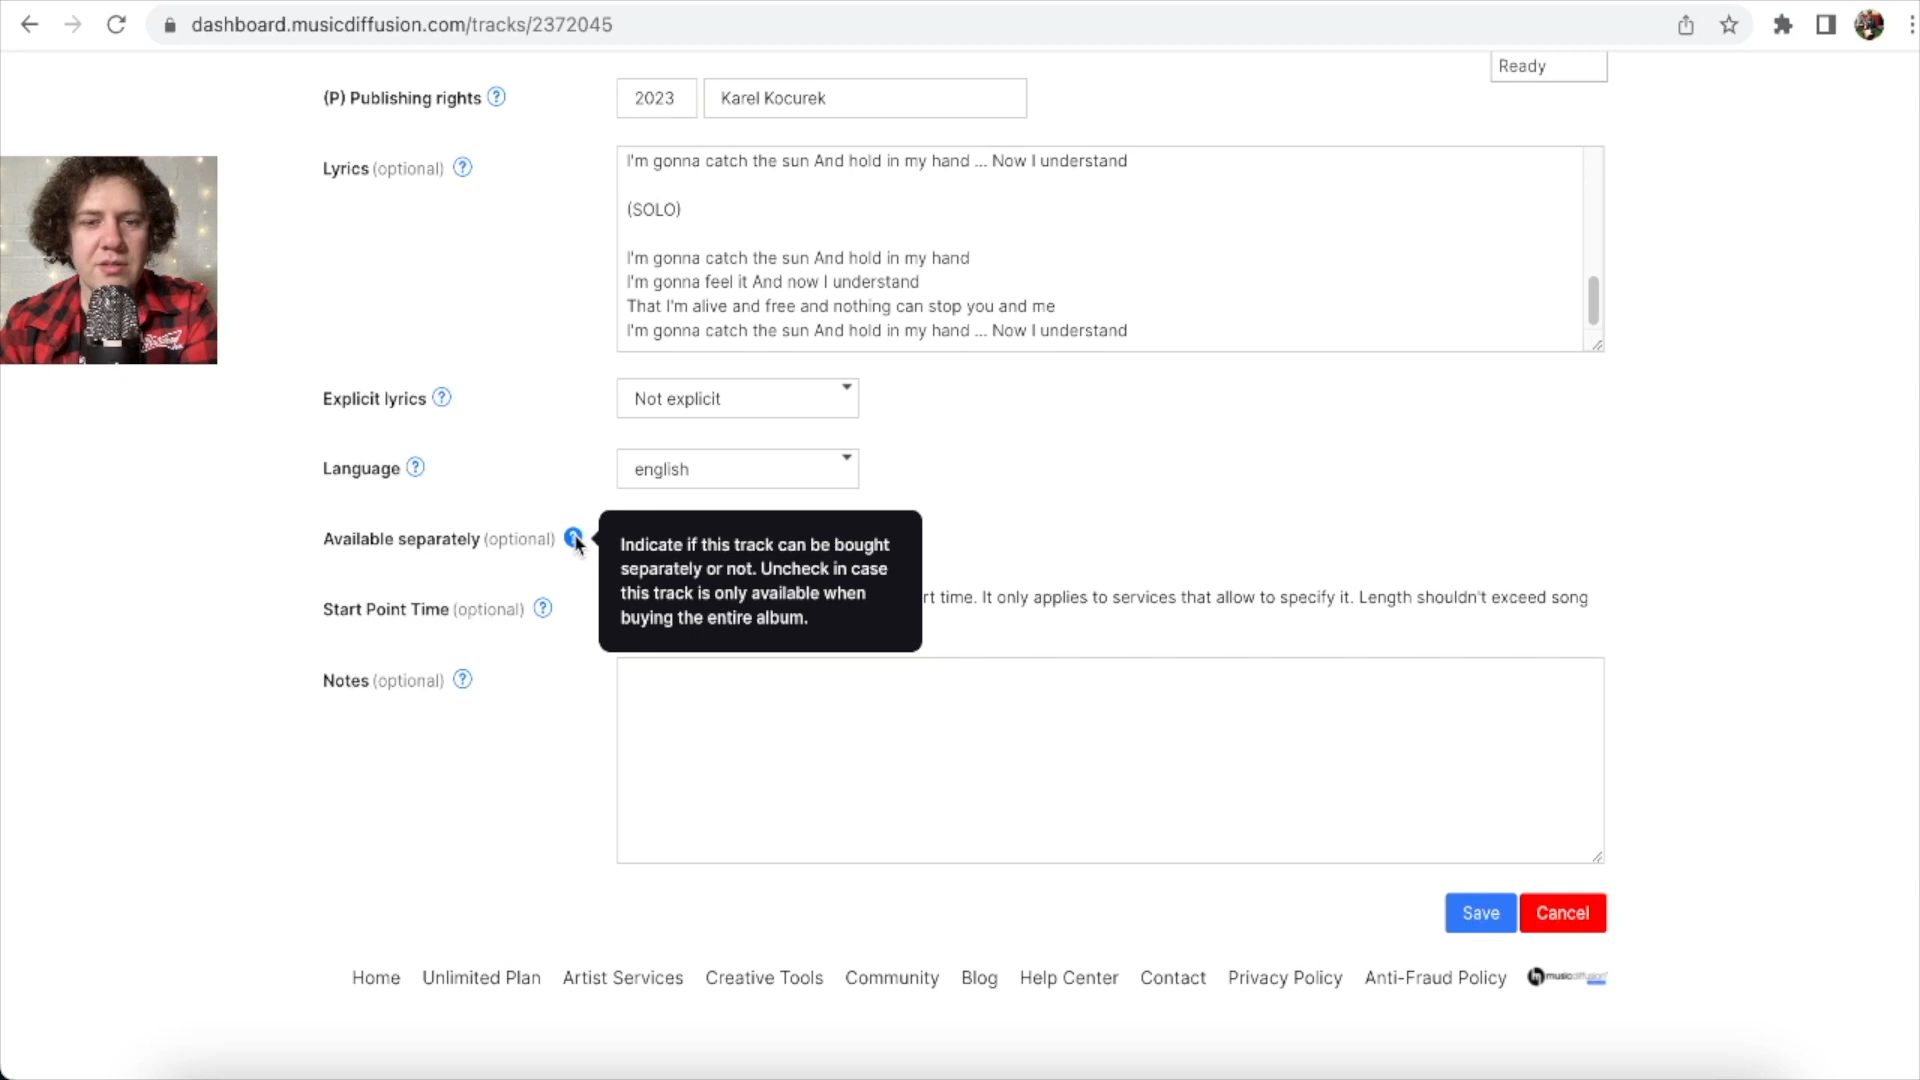 dashboard.musicdiffusion.com/tracks/2372045
Ready
(P) Publishing rights ?
2023
Karel Kocurek
Lyrics (optional) ?
I'm gonna catch the sun And hold in my hand ... Now I understand
(SOLO)
I'm gonna catch the sun And hold in my hand
I'm gonna feel it And now I understand
That I'm alive and free and nothing can stop you and me
I'm gonna catch the sun And hold in my hand ... Now I understand
Explicit lyrics ?
Not explicit
Language ?
english
Available separately (optional) ?
Indicate if this track can be bought
separately or not. Uncheck in case
this track is only available when
buying the entire album.
Start Point Time (optional) ?
rt time. It only applies to services that allow to specify it. Length shouldn't exceed song
Notes (optional) ?
Save
Cancel
Home Unlimited Plan Artist Services Creative Tools Community Blog Help Center Contact Privacy Policy Anti-Fraud Policy musicdiffusion